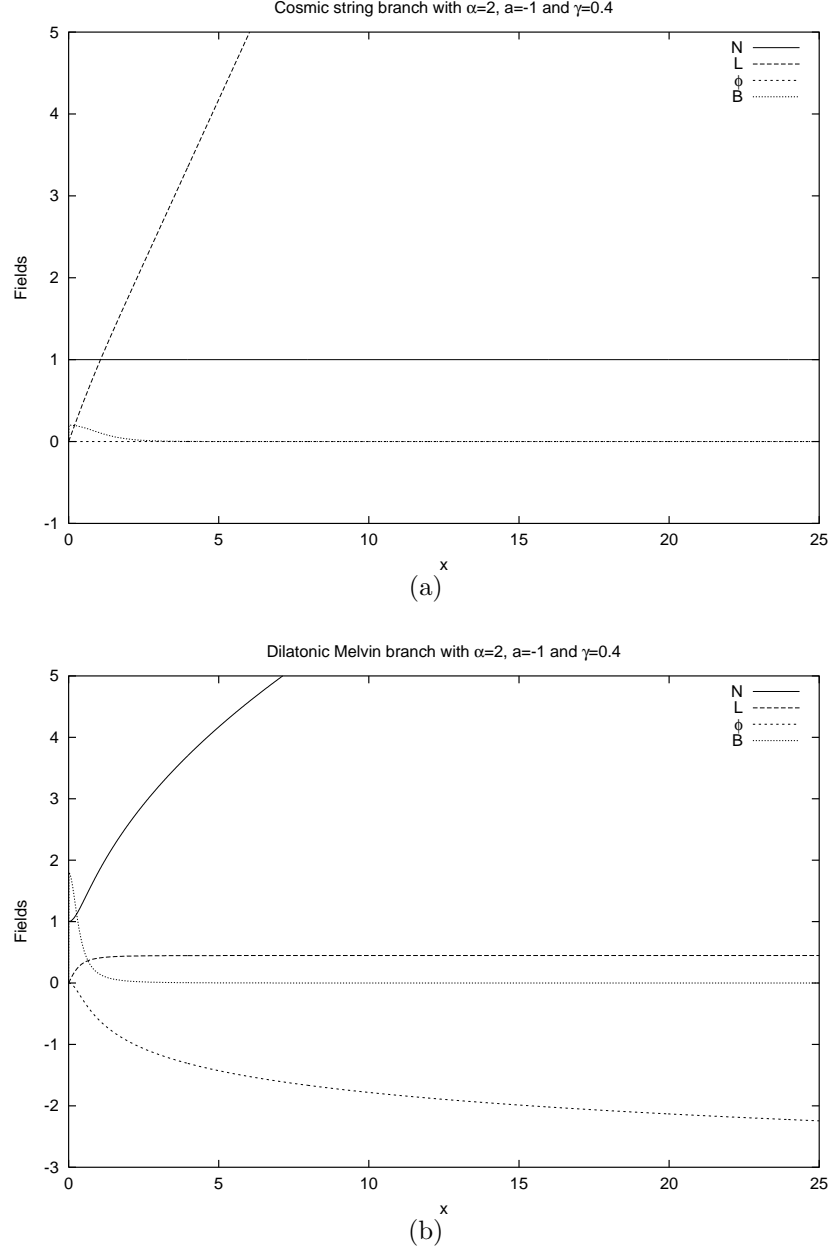 Cosmic string branch with α=2, a=-1 and γ=0.4
5
4
3
2
1
0
-1
Fields
N
L
ϕ
B
0 5 10 15 20 25
x
(a)
Dilatonic Melvin branch with α=2, a=-1 and γ=0.4
5
4
3
2
1
0
-1
-2
-3
Fields
N
L
ϕ
B
0 5 10 15 20 25
x
(b)